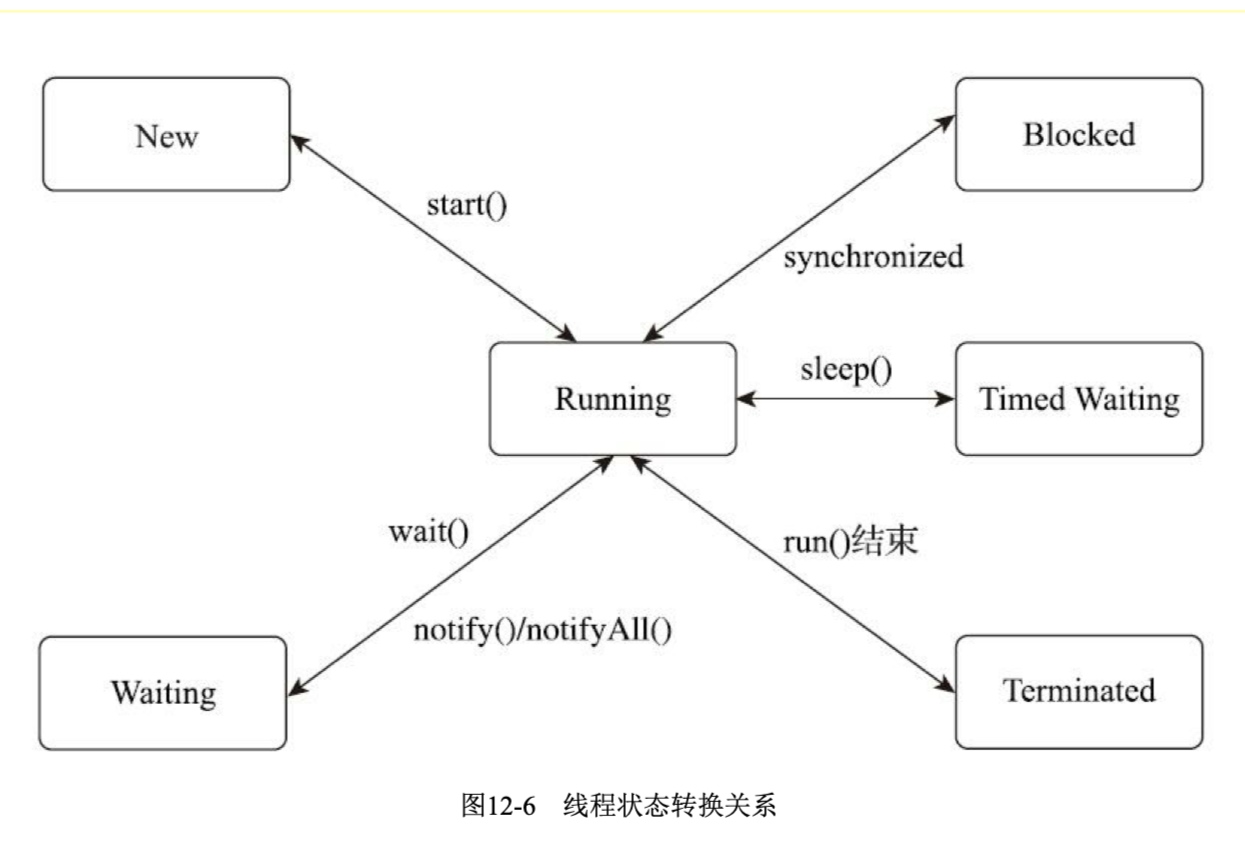 New
Blocked
start()
synchronized
sleep()
Running
Timed Waiting
wait()
run()结束
notify()/notifyAll()
Waiting
Terminated
图12-6 线程状态转换关系